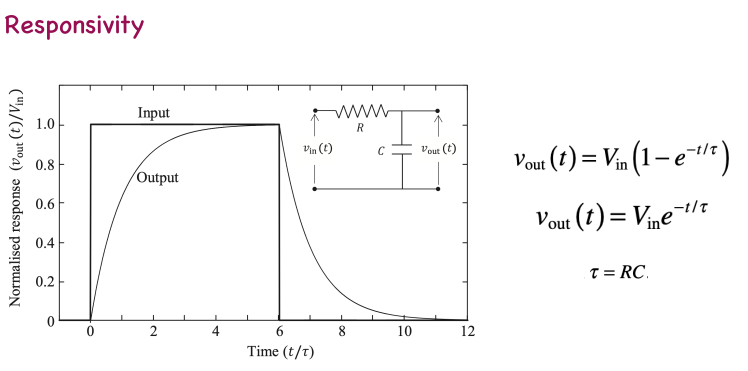 Responsivity
Normalised response (v_out (t)/V_in)
1.0
0.8
0.6
0.4
0.2
0
Input
Output
R
v_in (t)
C
v_out (t)
0
2
4
6
8
10
12
Time (t/τ)
v_out (t) = V_in (1 − e^{−t/τ})
v_out (t) = V_in e^{−t/τ}
τ = RC.